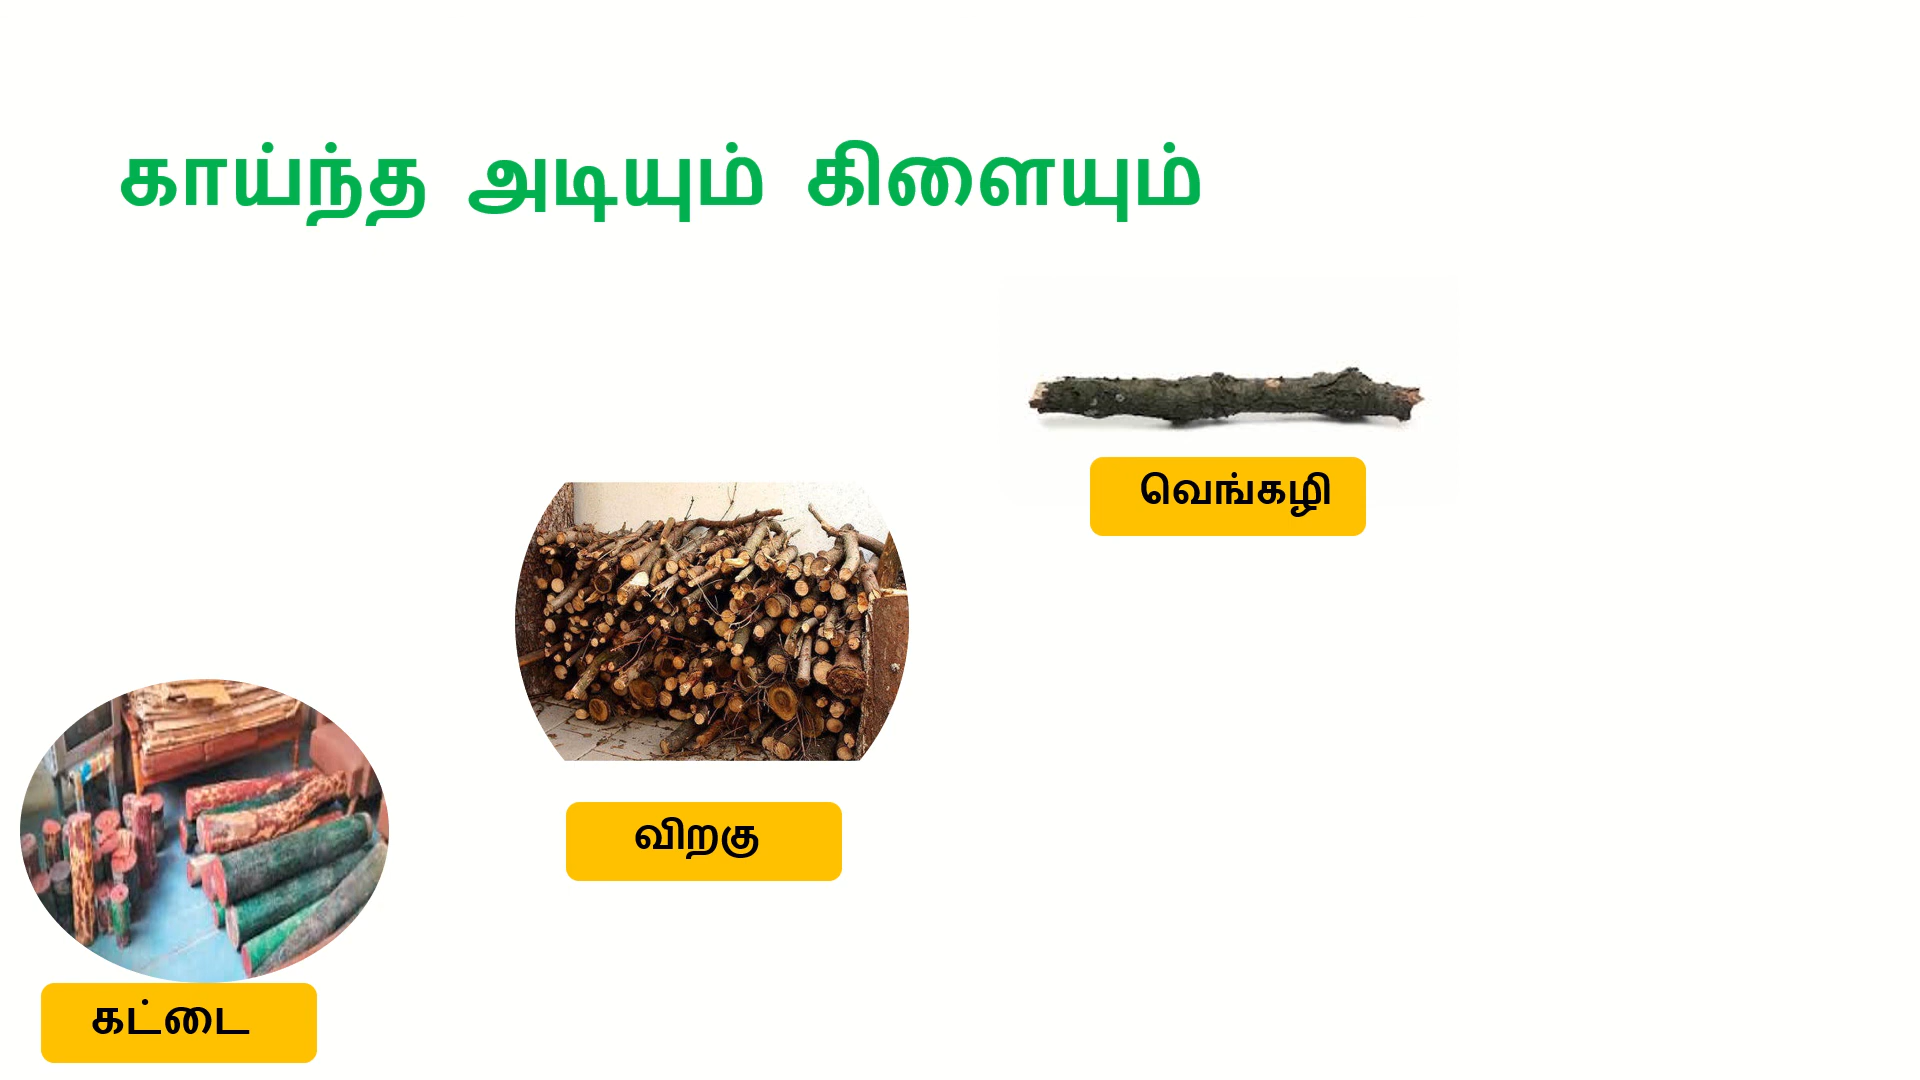 காய்ந்த அடியும் கிளையும்
வெங்கழி
விறகு
கட்டை